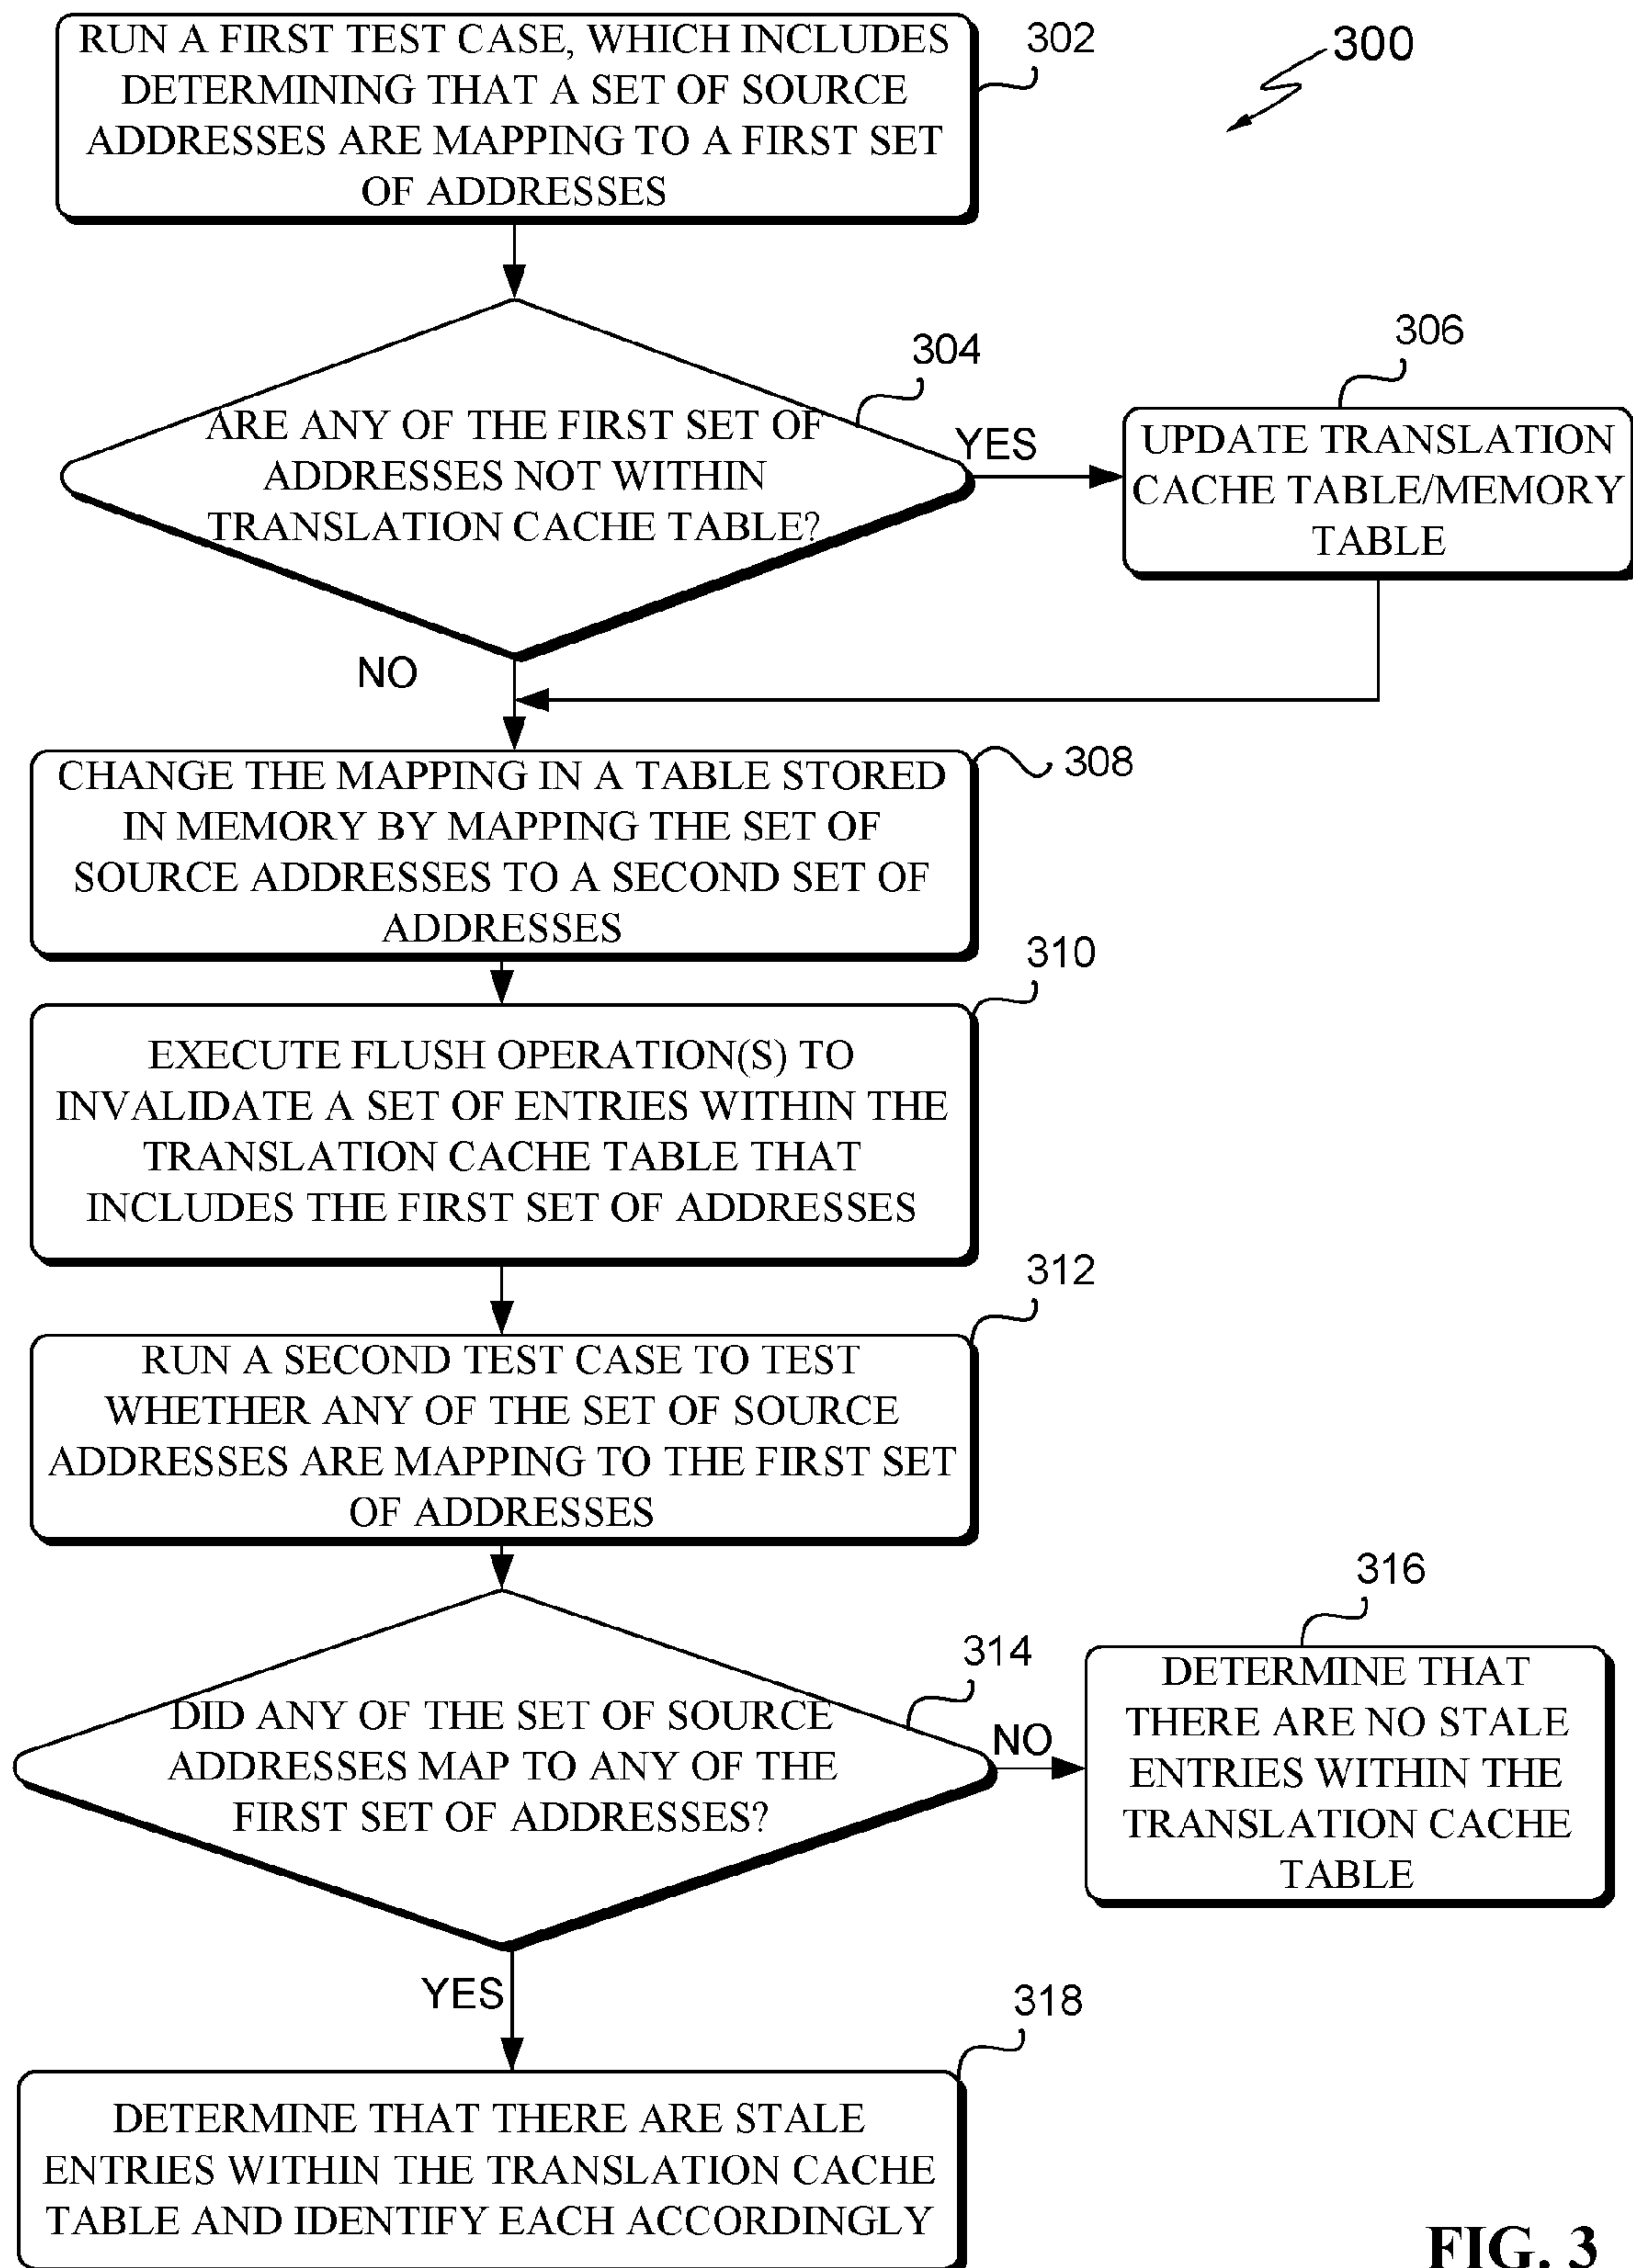 RUN A FIRST TEST CASE, WHICH INCLUDES
DETERMINING THAT A SET OF SOURCE
ADDRESSES ARE MAPPING TO A FIRST SET
OF ADDRESSES
302
300
ARE ANY OF THE FIRST SET OF
ADDRESSES NOT WITHIN
TRANSLATION CACHE TABLE?
304
YES
NO
306
UPDATE TRANSLATION
CACHE TABLE/MEMORY
TABLE
CHANGE THE MAPPING IN A TABLE STORED
IN MEMORY BY MAPPING THE SET OF
SOURCE ADDRESSES TO A SECOND SET OF
ADDRESSES
308
310
EXECUTE FLUSH OPERATION(S) TO
INVALIDATE A SET OF ENTRIES WITHIN THE
TRANSLATION CACHE TABLE THAT
INCLUDES THE FIRST SET OF ADDRESSES
312
RUN A SECOND TEST CASE TO TEST
WHETHER ANY OF THE SET OF SOURCE
ADDRESSES ARE MAPPING TO THE FIRST SET
OF ADDRESSES
314
DID ANY OF THE SET OF SOURCE
ADDRESSES MAP TO ANY OF THE
FIRST SET OF ADDRESSES?
NO
316
DETERMINE THAT
THERE ARE NO STALE
ENTRIES WITHIN THE
TRANSLATION CACHE
TABLE
YES
318
DETERMINE THAT THERE ARE STALE
ENTRIES WITHIN THE TRANSLATION CACHE
TABLE AND IDENTIFY EACH ACCORDINGLY
FIG. 3